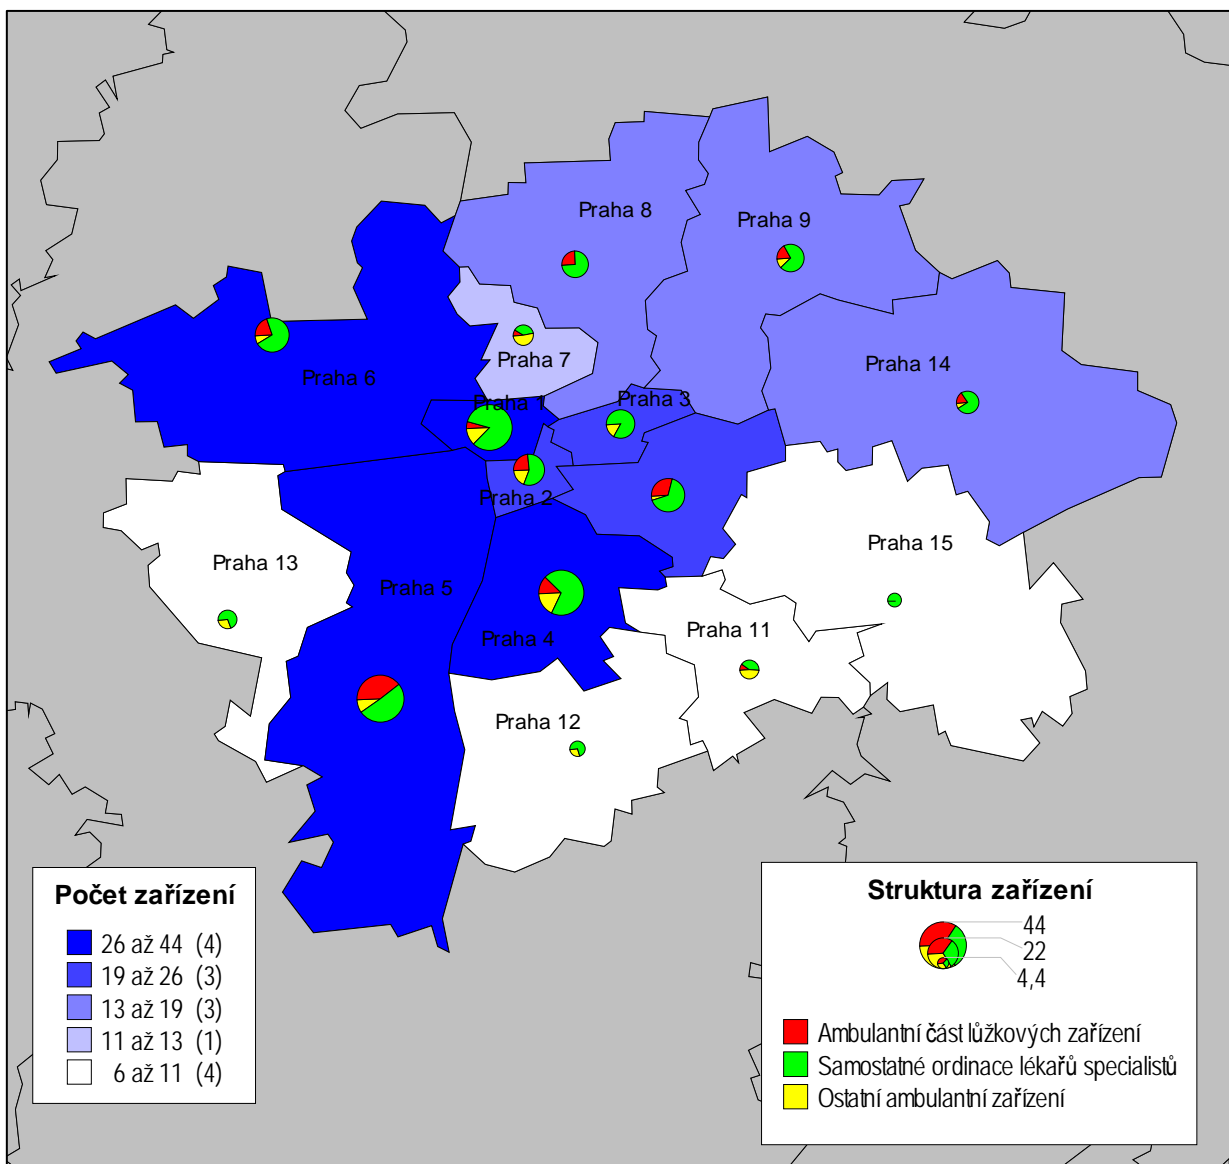 Praha 8
Praha 9
Praha 7
Praha 6
Praha 14
Praha 1
Praha 3
Praha 2
Praha 15
Praha 13
Praha 5
Praha 4
Praha 11
Praha 12
Počet zařízení
26 až 44 (4)
19 až 26 (3)
13 až 19 (3)
11 až 13 (1)
6 až 11 (4)
Struktura zařízení
44
22
4,4
Ambulantní část lůžkových zařízení
Samostatné ordinace lékařů specialistů
Ostatní ambulantní zařízení